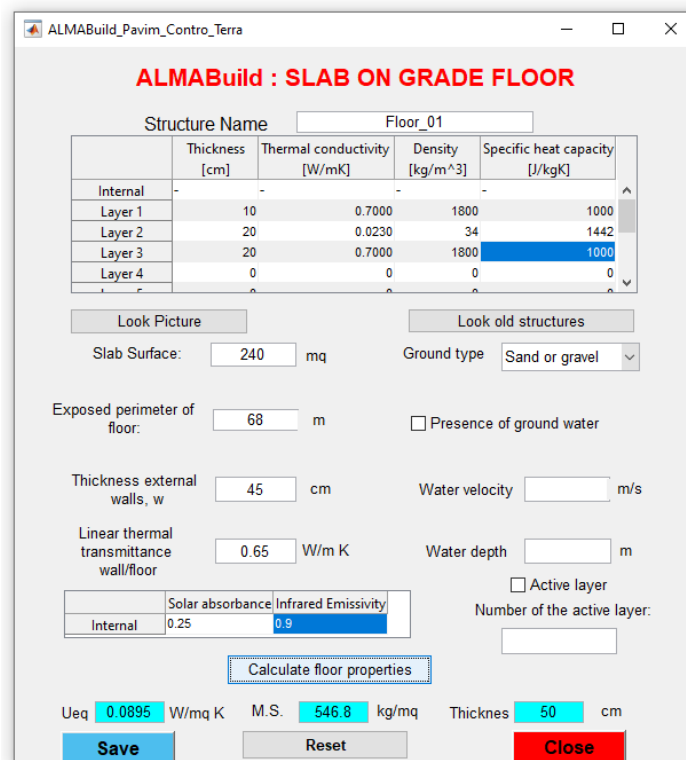 ALMABuild_Pavim_Contro_Terra
ALMABuild : SLAB ON GRADE FLOOR
Structure Name Floor_01
Thickness [cm] Thermal conductivity [W/mK] Density [kg/m^3] Specific heat capacity [J/kgK]
Internal - - - -
Layer 1 10 0.7000 1800 1000
Layer 2 20 0.0230 34 1442
Layer 3 20 0.7000 1800 1000
Layer 4 0 0 0 0
Look Picture Look old structures
Slab Surface: 240 mq Ground type Sand or gravel
Exposed perimeter of
floor: 68 m Presence of ground water
Thickness external
walls, w 45 cm Water velocity m/s
Linear thermal
transmittance
wall/floor 0.65 W/m K Water depth m
Active layer
Number of the active layer:
Solar absorbance Infrared Emissivity
Internal 0.25 0.9
Calculate floor properties
Ueq 0.0895 W/mq K M.S. 546.8 kg/mq Thicknes 50 cm
Save Reset Close